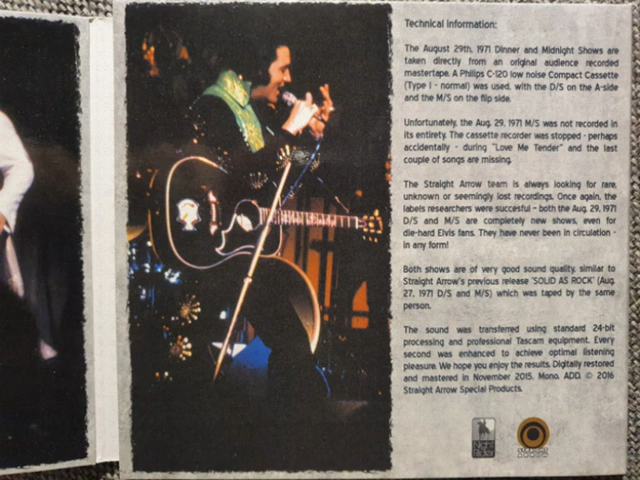 Technical Information:
The August 29th, 1971 Dinner and Midnight Shows are
taken directly from an original audience recorded
mastertape. A Philips C-120 low noise Compact Cassette
(Type I - normal) was used, with the D/S on the A-side
and the M/S on the flip side.
Unfortunately, the Aug. 29, 1971 M/S was not recorded in
its entirety. The cassette recorder was stopped - perhaps
accidentally - during "Love Me Tender" and the last
couple of songs are missing.
The Straight Arrow team is always looking for rare,
unknown or seemingly lost recordings. Once again, the
labels researchers were succesful - both the Aug. 29, 1971
D/S and M/S are completely new shows, even for
die-hard Elvis fans. They have never been in circulation -
in any form!
Both shows are of very good sound quality, similar to
Straight Arrow's previous release 'SOLID AS ROCK' (Aug.
27, 1971 D/S and M/S) which was taped by the same
person.
The sound was transferred using standard 24-bit
processing and professional Tascam equipment. Every
second was enhanced to achieve optimal listening
pleasure. We hope you enjoy the results. Digitally restored
and mastered in November 2015. Mono. ADD. © 2016
Straight Arrow Special Products.